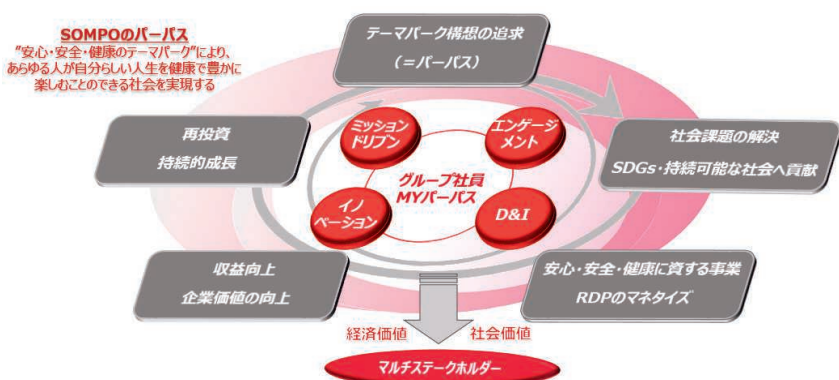 SOMPOのパーパス
"安心・安全・健康のテーマパーク"により、
あらゆる人が自分らしい人生を健康で豊かに
楽しむことのできる社会を実現する
テーマパーク構想の追求
(=パーパス)
再投資
持続的成長
ミッション
ドリブン
エンゲージ
メント
社会課題の解決
SDGs・持続可能な社会へ貢献
グループ社員
MYパーパス
イノ
ベーション
D&I
収益向上
企業価値の向上
安心・安全・健康に資する事業
RDPのマネタイズ
経済価値
社会価値
マルチステークホルダー